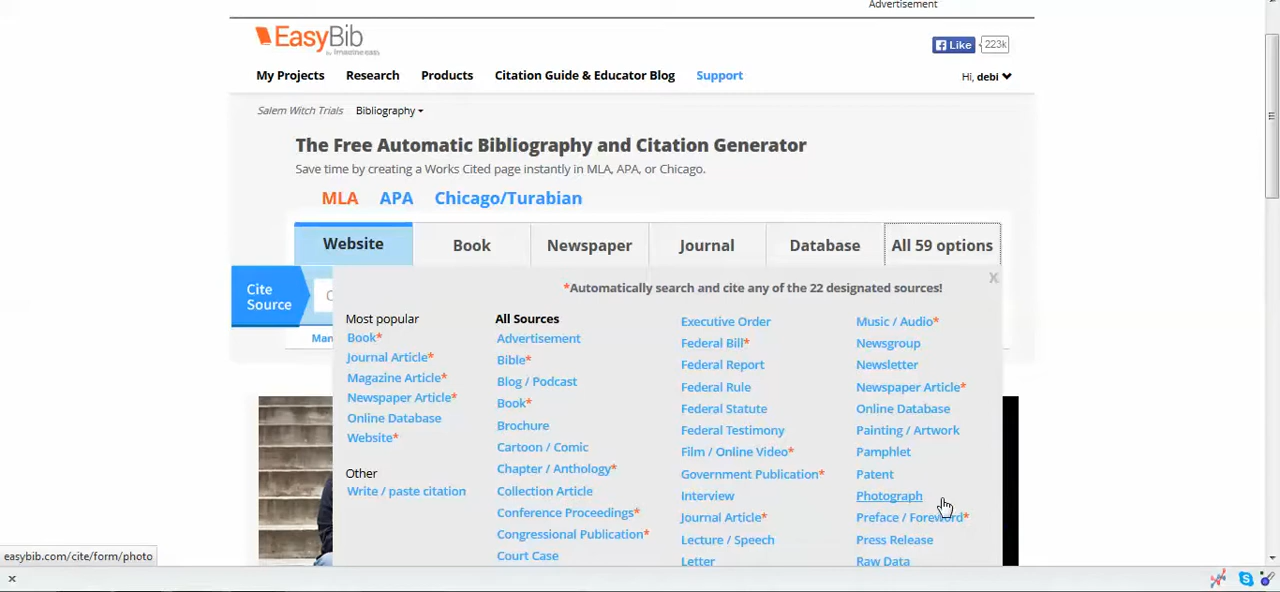 Advertisement
EasyBib
by imagine easy
Like 223k
My Projects Research Products Citation Guide & Educator Blog Support
Hi, debi
Salem Witch Trials Bibliography
The Free Automatic Bibliography and Citation Generator
Save time by creating a Works Cited page instantly in MLA, APA, or Chicago.
MLA APA Chicago/Turabian
Website Book Newspaper Journal Database All 59 options
Cite
Source
C
Man
X
*Automatically search and cite any of the 22 designated sources!
Most popular
Book*
Journal Article*
Magazine Article*
Newspaper Article*
Online Database
Website*
Other
Write / paste citation
All Sources
Advertisement
Bible*
Blog / Podcast
Book*
Brochure
Cartoon / Comic
Chapter / Anthology*
Collection Article
Conference Proceedings*
Congressional Publication*
Court Case
Executive Order
Federal Bill*
Federal Report
Federal Rule
Federal Statute
Federal Testimony
Film / Online Video*
Government Publication*
Interview
Journal Article*
Lecture / Speech
Letter
Music / Audio*
Newsgroup
Newsletter
Newspaper Article*
Online Database
Painting / Artwork
Pamphlet
Patent
Photograph
Preface / Foreword*
Press Release
Raw Data
easybib.com/cite/form/photo
x